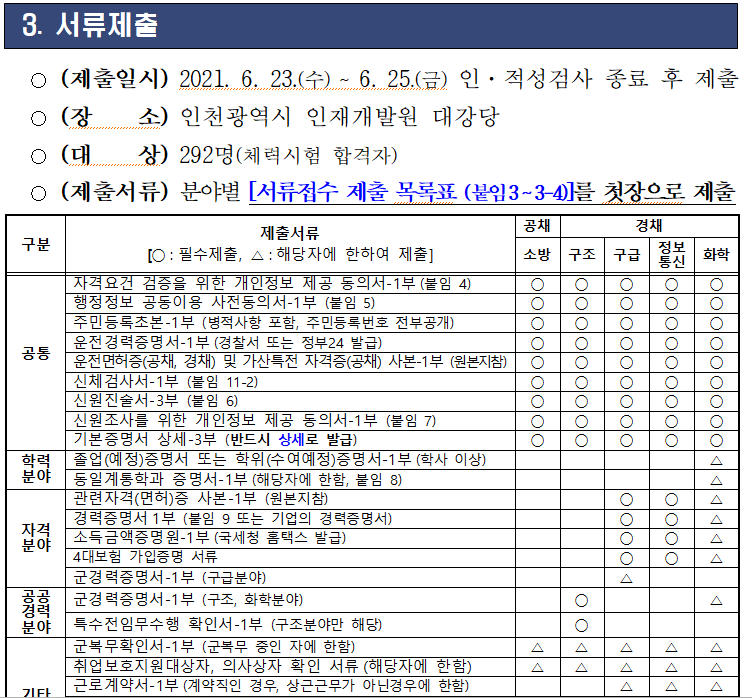 3. 서류제출
○ (제출일시) 2021. 6. 23.(수) ~ 6. 25.(금) 인·적성검사 종료 후 제출
○ (장 소) 인천광역시 인재개발원 대강당
○ (대 상) 292명(체력시험 합격자)
○ (제출서류) 분야별 [서류접수 제출 목록표 (붙임3~3-4)]를 첫장으로 제출
구분 제출서류 [○ : 필수제출, △ : 해당자에 한하여 제출] 공채 경채
소방 구조 구급 정보통신 화학
공통
자격요건 검증을 위한 개인정보 제공 동의서-1부 (붙임 4) ○ ○ ○ ○ ○
행정정보 공동이용 사전동의서-1부 (붙임 5) ○ ○ ○ ○ ○
주민등록초본-1부 (병적사항 포함, 주민등록번호 전부공개) ○ ○ ○ ○ ○
운전경력증명서-1부 (경찰서 또는 정부24 발급) ○ ○ ○ ○ ○
운전면허증(공채, 경채) 및 가산특전 자격증(공채) 사본-1부 (원본지참) ○ ○ ○ ○ ○
신체검사서-1부 (붙임 11-2) ○ ○ ○ ○ ○
신원진술서-3부 (붙임 6) ○ ○ ○ ○ ○
신원조사를 위한 개인정보 제공 동의서-1부 (붙임 7) ○ ○ ○ ○ ○
기본증명서 상세-3부 (반드시 상세로 발급) ○ ○ ○ ○ ○
학력분야
졸업(예정)증명서 또는 학위(수여예정)증명서-1부 (학사 이상) △
동일계통학과 증명서-1부 (해당자에 한함, 붙임 8) △
자격분야
관련자격(면허)증 사본-1부 (원본지참) ○ ○ △
경력증명서 1부 (붙임 9 또는 기업의 경력증명서) ○ ○ △
소득금액증명원-1부 (국세청 홈택스 발급) ○ ○ △
4대보험 가입증명 서류 ○ ○ △
군경력증명서-1부 (구급분야) △
공공경력분야
군경력증명서-1부 (구조, 화학분야) ○ △
특수전임무수행 확인서-1부 (구조분야만 해당) ○
기타
군복무확인서-1부 (군복무 중인 자에 한함) △ △ △ △ △
취업보호지원대상자, 의사상자 확인 서류 (해당자에 한함) △ △ △ △ △
근로계약서-1부 (계약직인 경우, 상근근무가 아닌경우에 한함) △ △ △